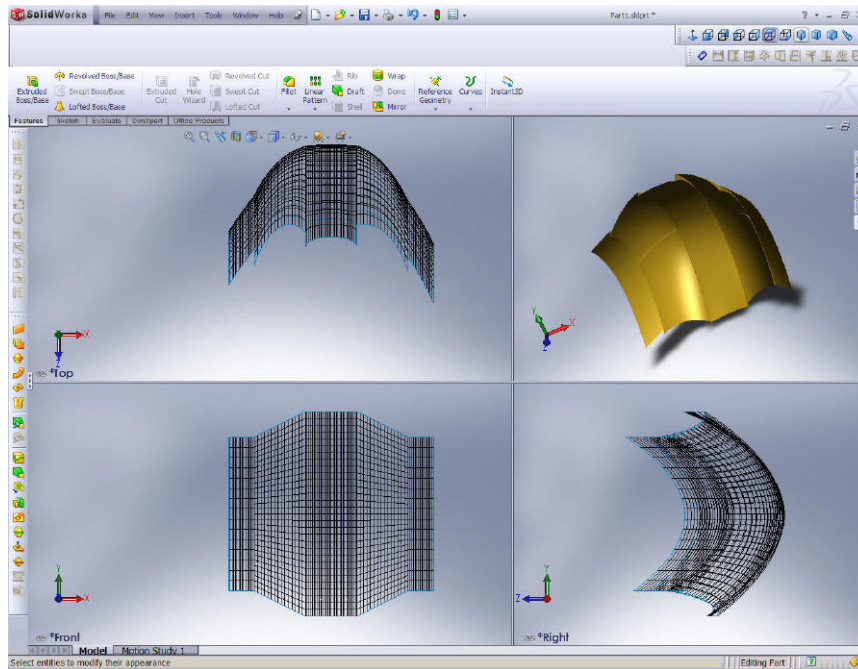 SolidWorks File Edit View Insert Tools Window Help Part1.sldprt *
Extruded Boss/Base
Revolved Boss/Base
Swept Boss/Base
Lofted Boss/Base
Extruded Cut
Hole Wizard
Revolved Cut
Swept Cut
Lofted Cut
Fillet
Linear Pattern
Rib
Draft
Shell
Wrap
Dome
Mirror
Reference Geometry
Curves
Instant3D
Features Sketch Evaluate DimXpert Office Products
X
Z
*Top
Y
X
Z
Y
X
*Front
Y
Z
*Right
Model Motion Study 1
Select entities to modify their appearance Editing Part